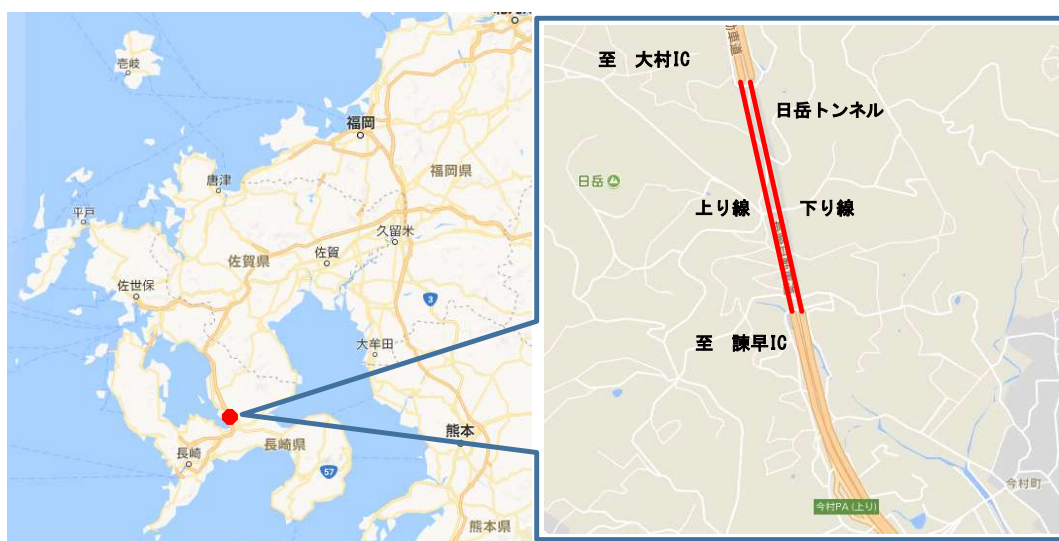 壱岐
福岡
福岡県
唐津
平戸
久留米
佐賀
佐賀県
佐世保
3
大牟田
熊本
長崎県
長崎
57
熊本県
至 大村IC
日岳トンネル
日岳
上り線
下り線
至 諫早IC
今村町
今村PA(上り)